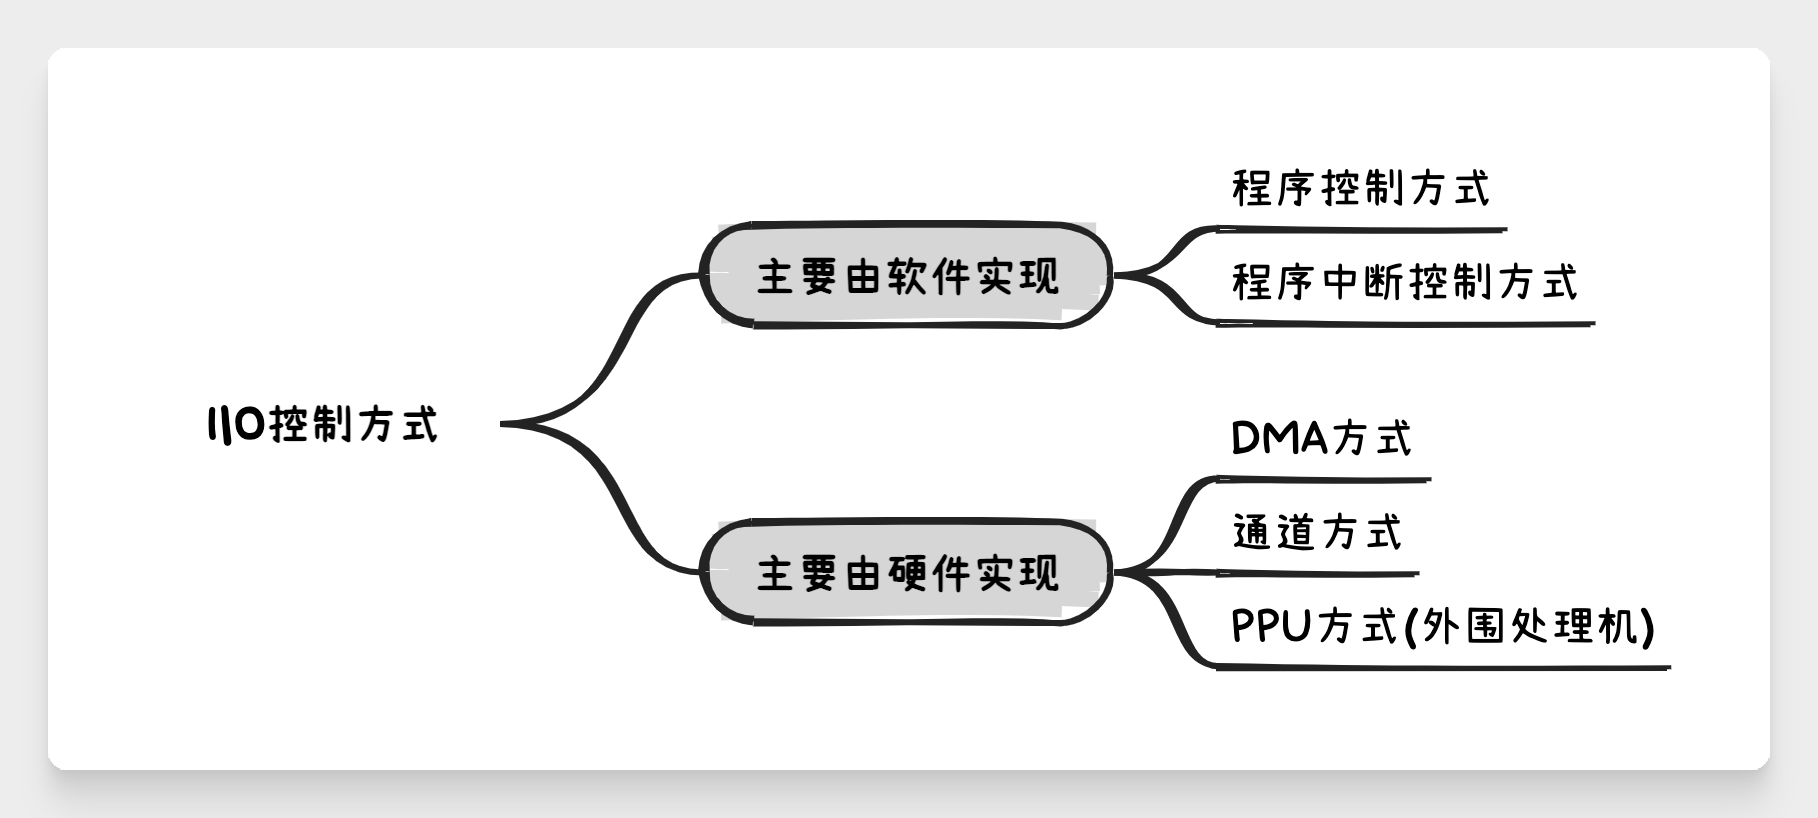 I/O控制方式
主要由软件实现
程序控制方式
程序中断控制方式
主要由硬件实现
DMA方式
通道方式
PPU方式(外围处理机)